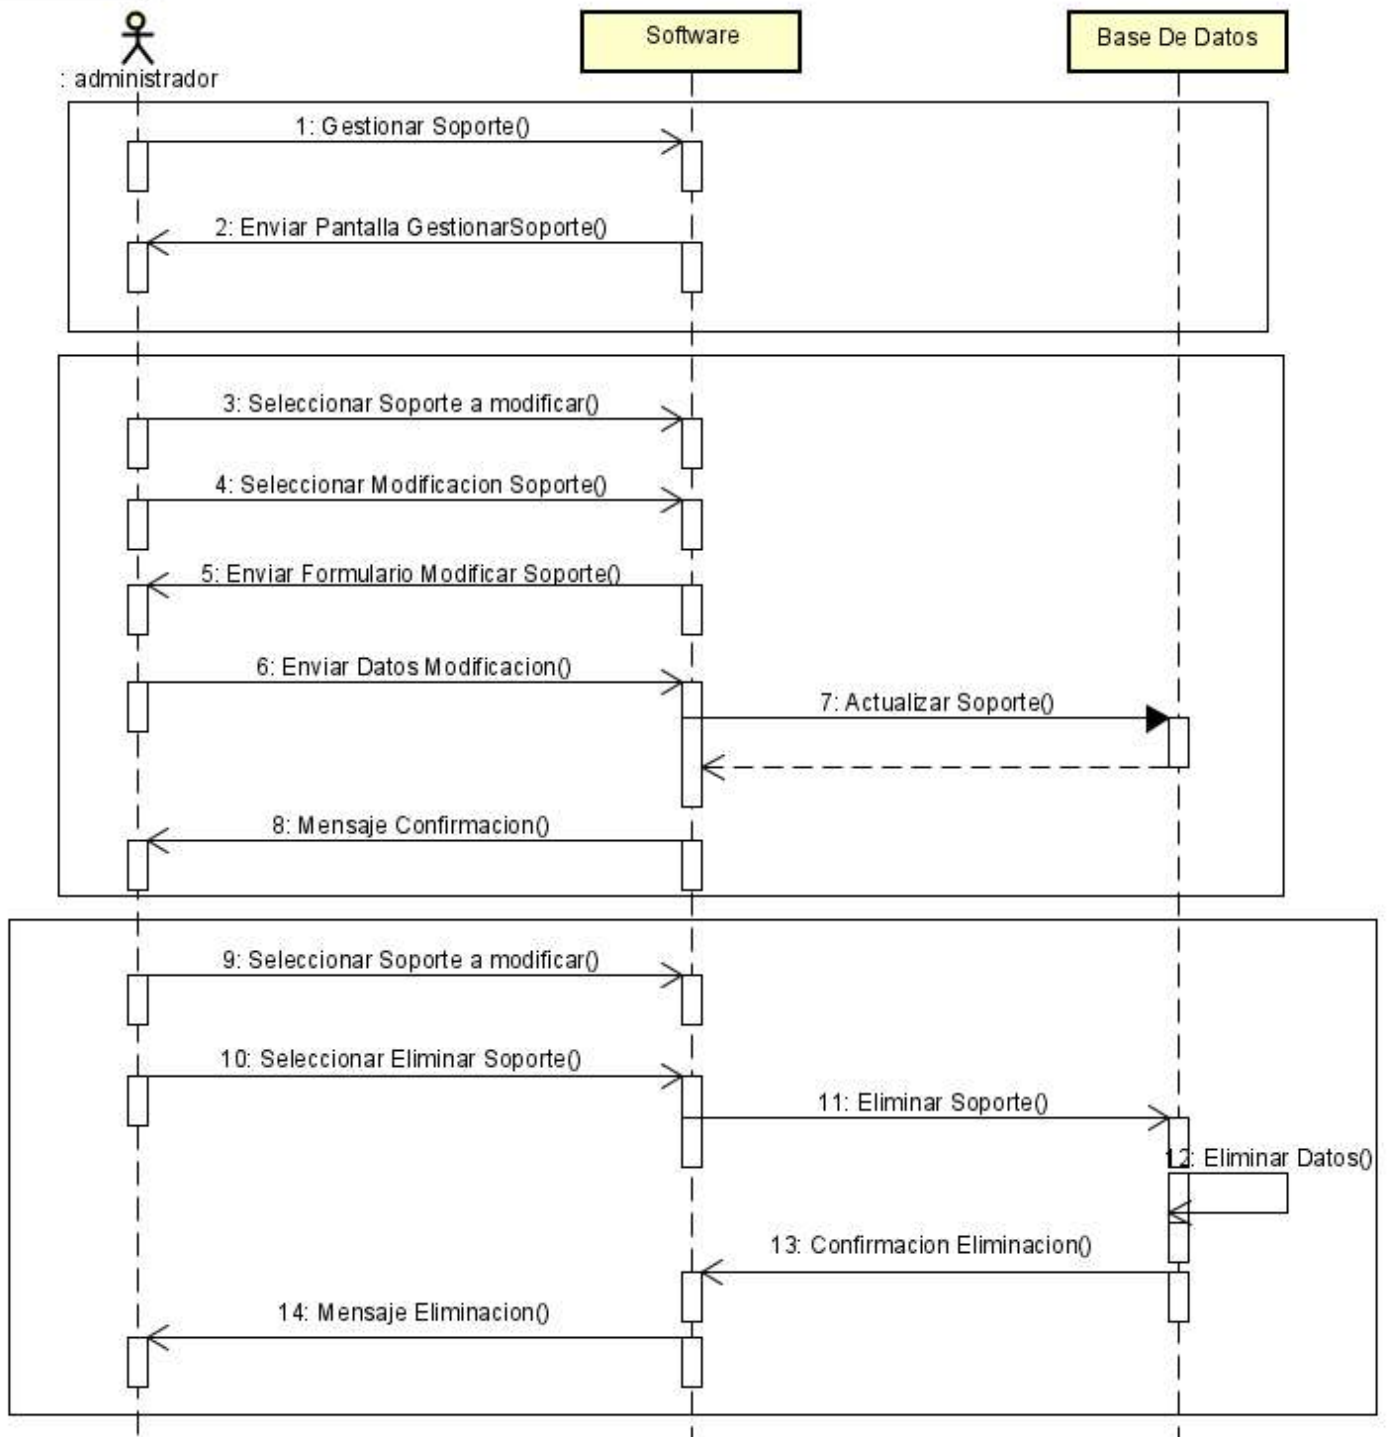 Software
Base De Datos
: administrador
1: Gestionar Soporte()
2: Enviar Pantalla GestionarSoporte()
3: Seleccionar Soporte a modificar()
4: Seleccionar Modificacion Soporte()
5: Enviar Formulario Modificar Soporte()
6: Enviar Datos Modificacion()
7: Actualizar Soporte()
8: Mensaje Confirmacion()
9: Seleccionar Soporte a modificar()
10: Seleccionar Eliminar Soporte()
11: Eliminar Soporte()
12: Eliminar Datos()
13: Confirmacion Eliminacion()
14: Mensaje Eliminacion()